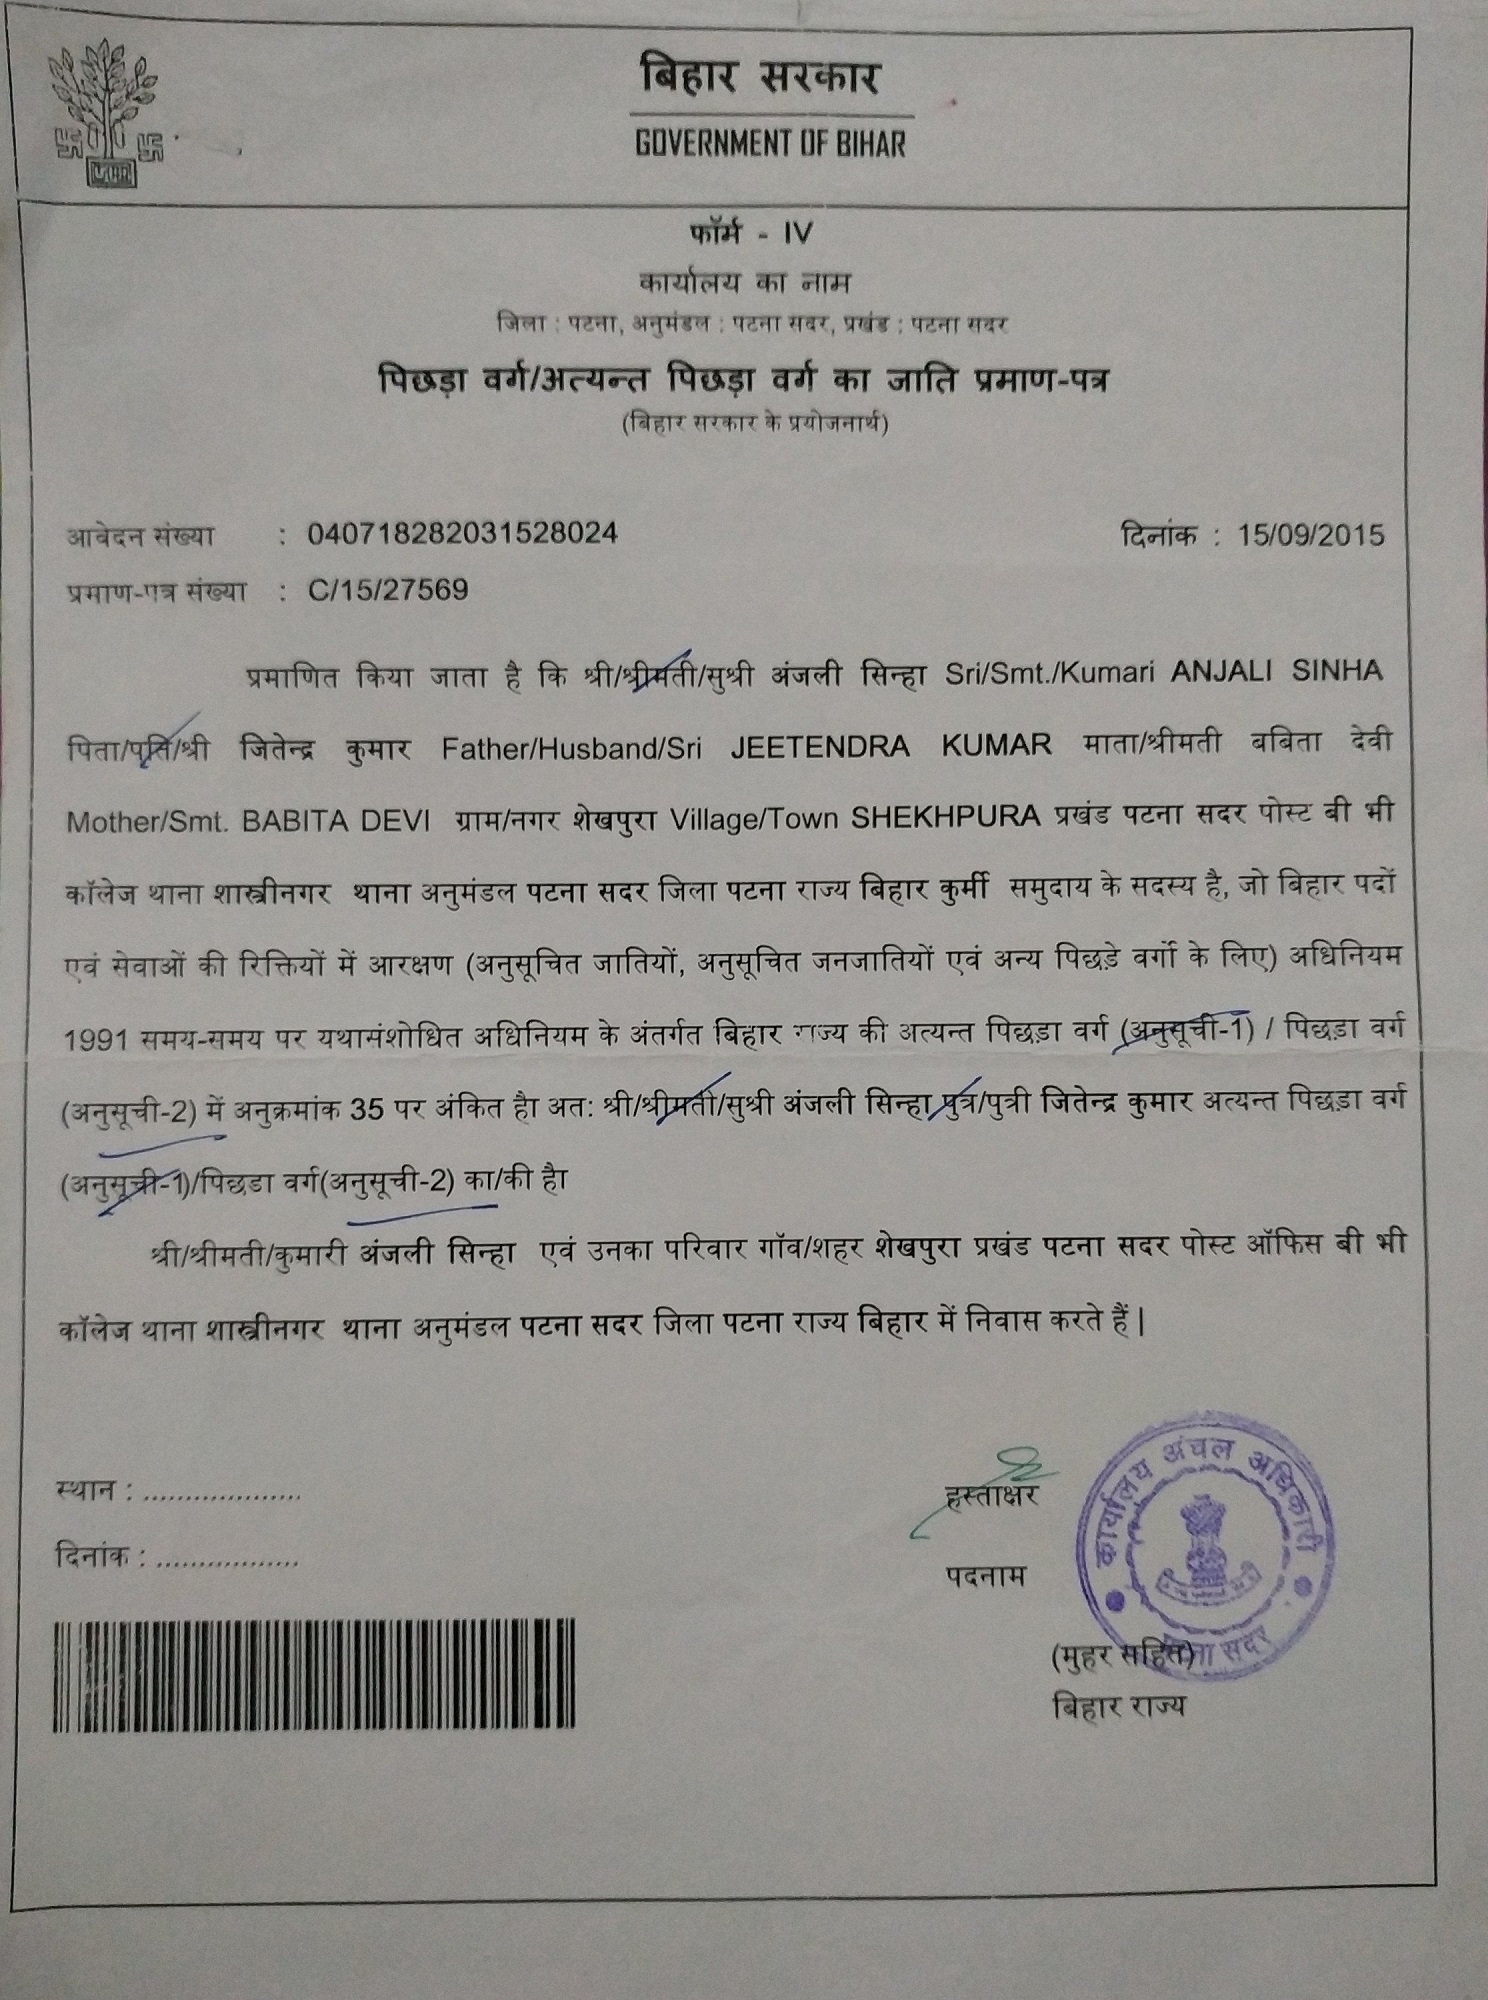 बिहार सरकार
GOVERNMENT OF BIHAR
फॉर्म - IV
कार्यालय का नाम
जिला : पटना, अनुमंडल : पटना सदर, प्रखंड : पटना सदर
पिछड़ा वर्ग/अत्यन्त पिछड़ा वर्ग का जाति प्रमाण-पत्र
(बिहार सरकार के प्रयोजनार्थ)
आवेदन संख्या : 040718282031528024 दिनांक : 15/09/2015
प्रमाण-पत्र संख्या : C/15/27569
प्रमाणित किया जाता है कि श्री/श्रीमती/सुश्री अंजली सिन्हा Sri/Smt./Kumari ANJALI SINHA
पिता/पति/श्री जितेन्द्र कुमार Father/Husband/Sri JEETENDRA KUMAR माता/श्रीमती बबिता देवी
Mother/Smt. BABITA DEVI ग्राम/नगर शेखपुरा Village/Town SHEKHPURA प्रखंड पटना सदर पोस्ट बी भी
कॉलेज थाना शास्त्रीनगर थाना अनुमंडल पटना सदर जिला पटना राज्य बिहार कुर्मी समुदाय के सदस्य है, जो बिहार पदों
एवं सेवाओं की रिक्तियों में आरक्षण (अनुसूचित जातियों, अनुसूचित जनजातियों एवं अन्य पिछड़े वर्गो के लिए) अधिनियम
1991 समय-समय पर यथासंशोधित अधिनियम के अंतर्गत बिहार राज्य की अत्यन्त पिछड़ा वर्ग (अनुसूची-1) / पिछड़ा वर्ग
(अनुसूची-2) में अनुक्रमांक 35 पर अंकित है। अत: श्री/श्रीमती/सुश्री अंजली सिन्हा पुत्र/पुत्री जितेन्द्र कुमार अत्यन्त पिछड़ा वर्ग
(अनुसूची-1)/पिछडा वर्ग(अनुसूची-2) का/की है।
श्री/श्रीमती/कुमारी अंजली सिन्हा एवं उनका परिवार गॉव/शहर शेखपुरा प्रखंड पटना सदर पोस्ट ऑफिस बी भी
कॉलेज थाना शास्त्रीनगर थाना अनुमंडल पटना सदर जिला पटना राज्य बिहार में निवास करते हैं |
स्थान : ....................
दिनांक : .................
हस्ताक्षर
पदनाम
कार्यालय अंचल अधिकारी
पटना सदर
(मुहर सहित)
बिहार राज्य